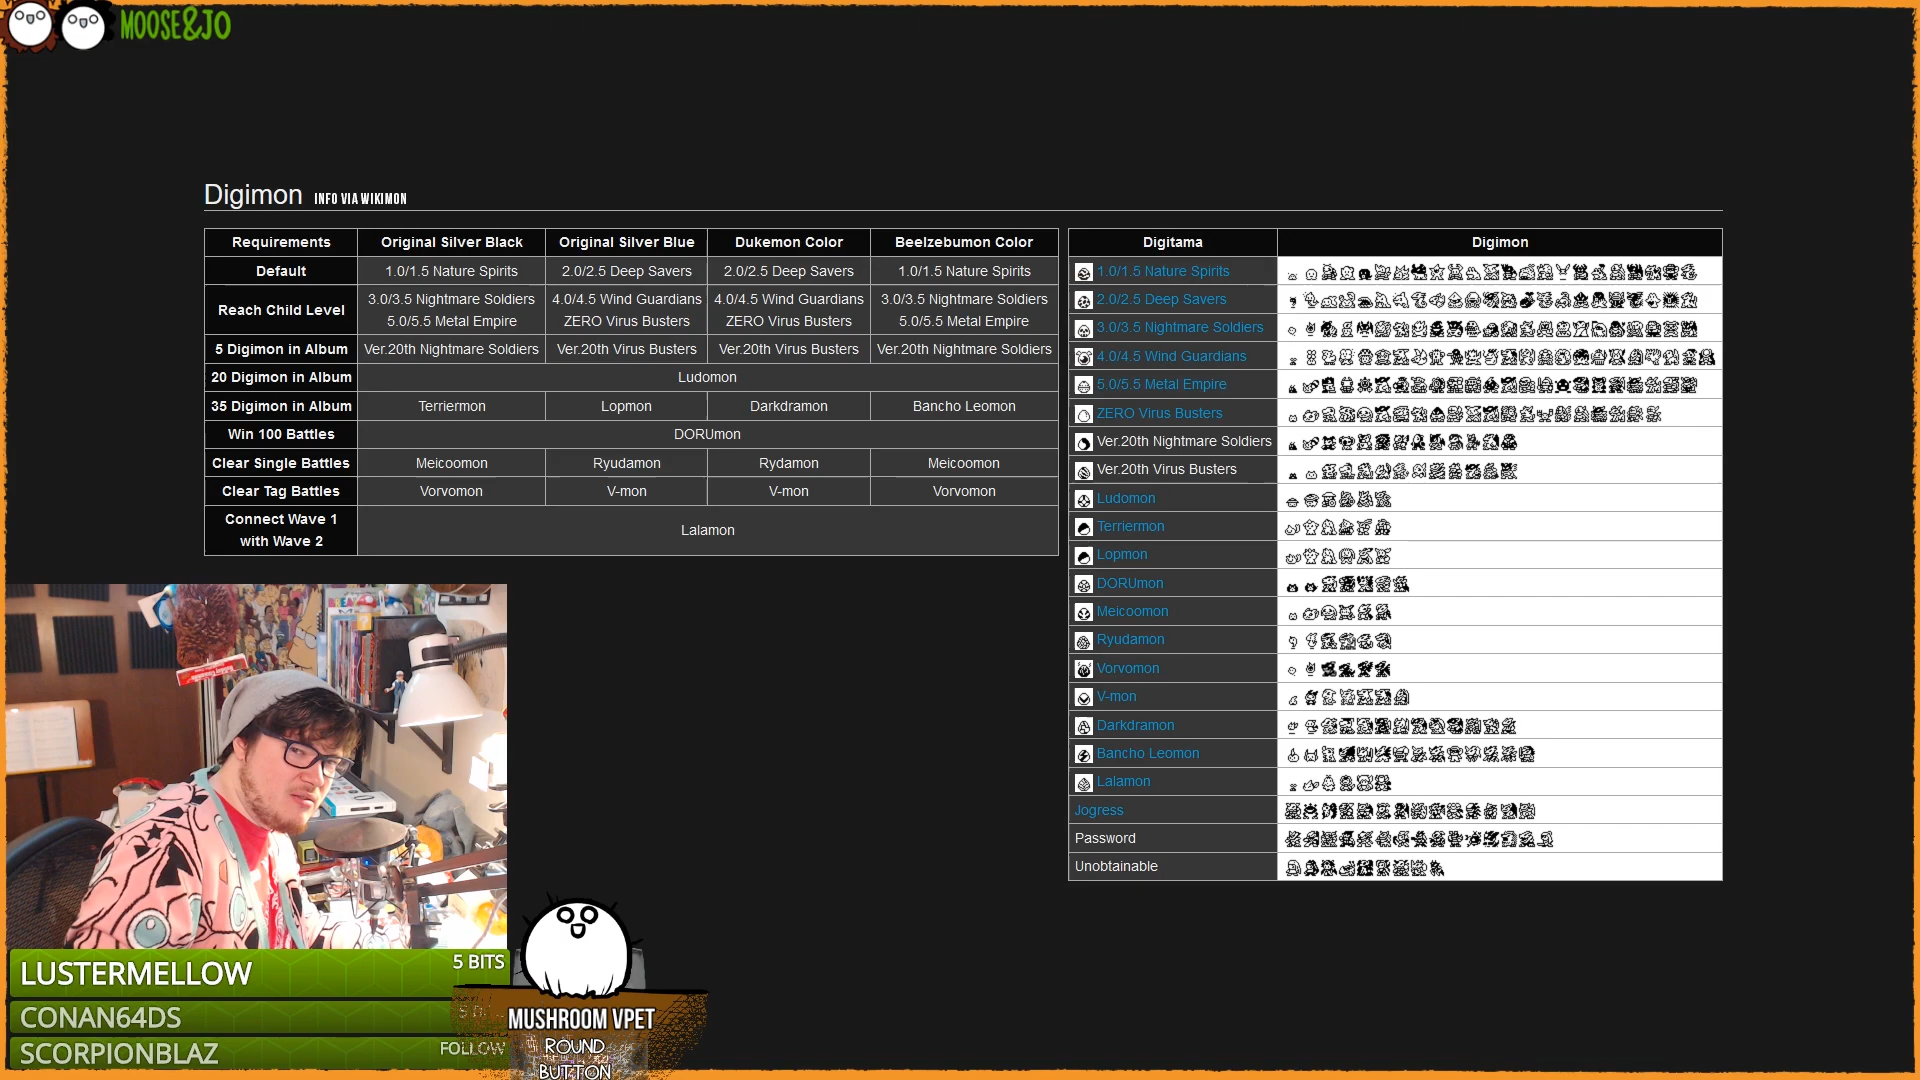 MOOSE&JO
Digimon INFO VIA WIKIMON
Requirements Original Silver Black Original Silver Blue Dukemon Color Beelzebumon Color
Default 1.0/1.5 Nature Spirits 2.0/2.5 Deep Savers 2.0/2.5 Deep Savers 1.0/1.5 Nature Spirits
Reach Child Level 3.0/3.5 Nightmare Soldiers 4.0/4.5 Wind Guardians 4.0/4.5 Wind Guardians 3.0/3.5 Nightmare Soldiers
5.0/5.5 Metal Empire ZERO Virus Busters ZERO Virus Busters 5.0/5.5 Metal Empire
5 Digimon in Album Ver.20th Nightmare Soldiers Ver.20th Virus Busters Ver.20th Virus Busters Ver.20th Nightmare Soldiers
20 Digimon in Album Ludomon
35 Digimon in Album Terriermon Lopmon Darkdramon Bancho Leomon
Win 100 Battles DORUmon
Clear Single Battles Meicoomon Ryudamon Rydamon Meicoomon
Clear Tag Battles Vorvomon V-mon V-mon Vorvomon
Connect Wave 1
with Wave 2 Lalamon
Digitama Digimon
1.0/1.5 Nature Spirits
2.0/2.5 Deep Savers
3.0/3.5 Nightmare Soldiers
4.0/4.5 Wind Guardians
5.0/5.5 Metal Empire
ZERO Virus Busters
Ver.20th Nightmare Soldiers
Ver.20th Virus Busters
Ludomon
Terriermon
Lopmon
DORUmon
Meicoomon
Ryudamon
Vorvomon
V-mon
Darkdramon
Bancho Leomon
Lalamon
Jogress
Password
Unobtainable
LUSTERMELLOW 5 BITS
CONAN64DS
SCORPIONBLAZ FOLLOW
MUSHROOM VPET
ROUND
BUTTON